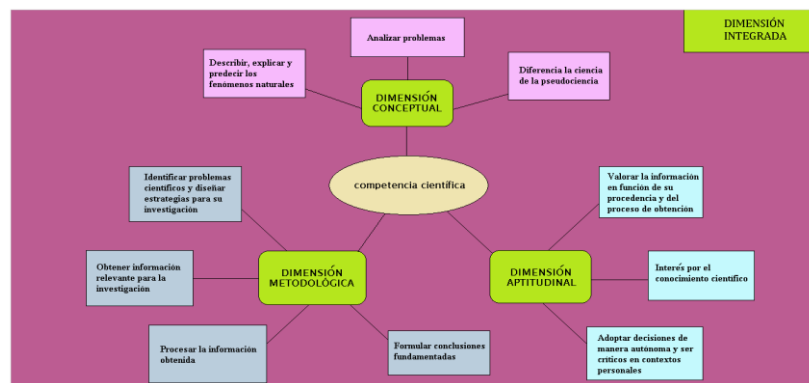 DIMENSIÓN
INTEGRADA
Analizar problemas
Describir, explicar y
predecir los
fenómenos naturales
Diferencia la ciencia
de la pseudociencia
DIMENSIÓN
CONCEPTUAL
competencia científica
Identificar problemas
científicos y diseñar
estrategias para su
investigación
Valorar la información
en función de su
procedencia y del
proceso de obtención
Obtener información
relevante para la
investigación
DIMENSIÓN
METODOLÓGICA
DIMENSIÓN
APTITUDINAL
Interés por el
conocimiento científico
Procesar la información
obtenida
Formular conclusiones
fundamentadas
Adoptar decisiones de
manera autónoma y ser
críticos en contextos
personales